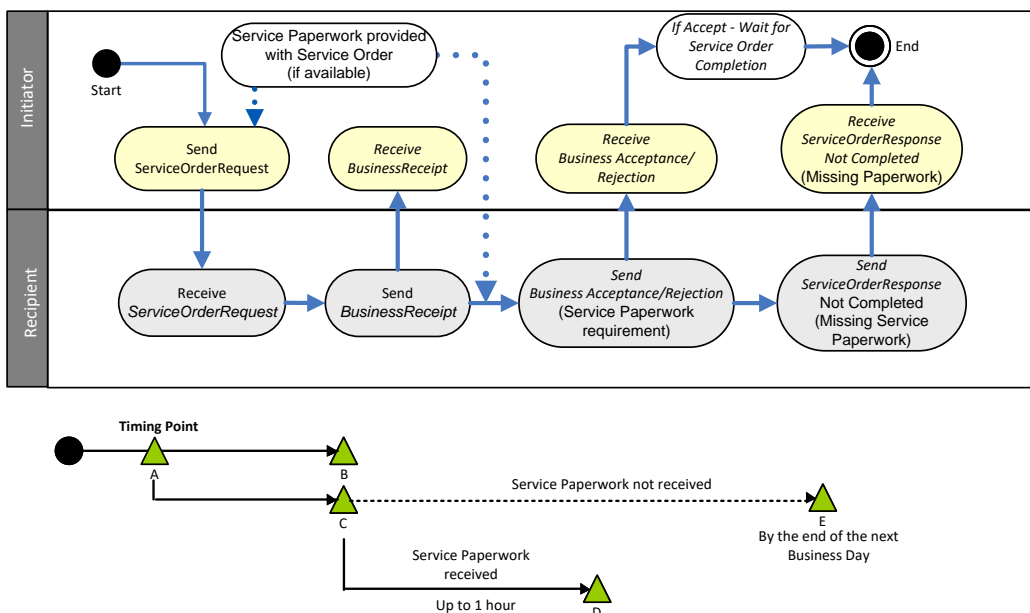 Initiator
Start
Service Paperwork provided
with Service Order
(if available)
If Accept - Wait for
Service Order
Completion
End
Send
ServiceOrderRequest
Receive
BusinessReceipt
Receive
Business Acceptance/
Rejection
Receive
ServiceOrderResponse
Not Completed
(Missing Paperwork)
Recipient
Receive
ServiceOrderRequest
Send
BusinessReceipt
Send
Business Acceptance/Rejection
(Service Paperwork
requirement)
Send
ServiceOrderResponse
Not Completed
(Missing Service
Paperwork)
Timing Point
A
B
Service Paperwork not received
C
E
By the end of the next
Business Day
Service Paperwork
received
Up to 1 hour
D